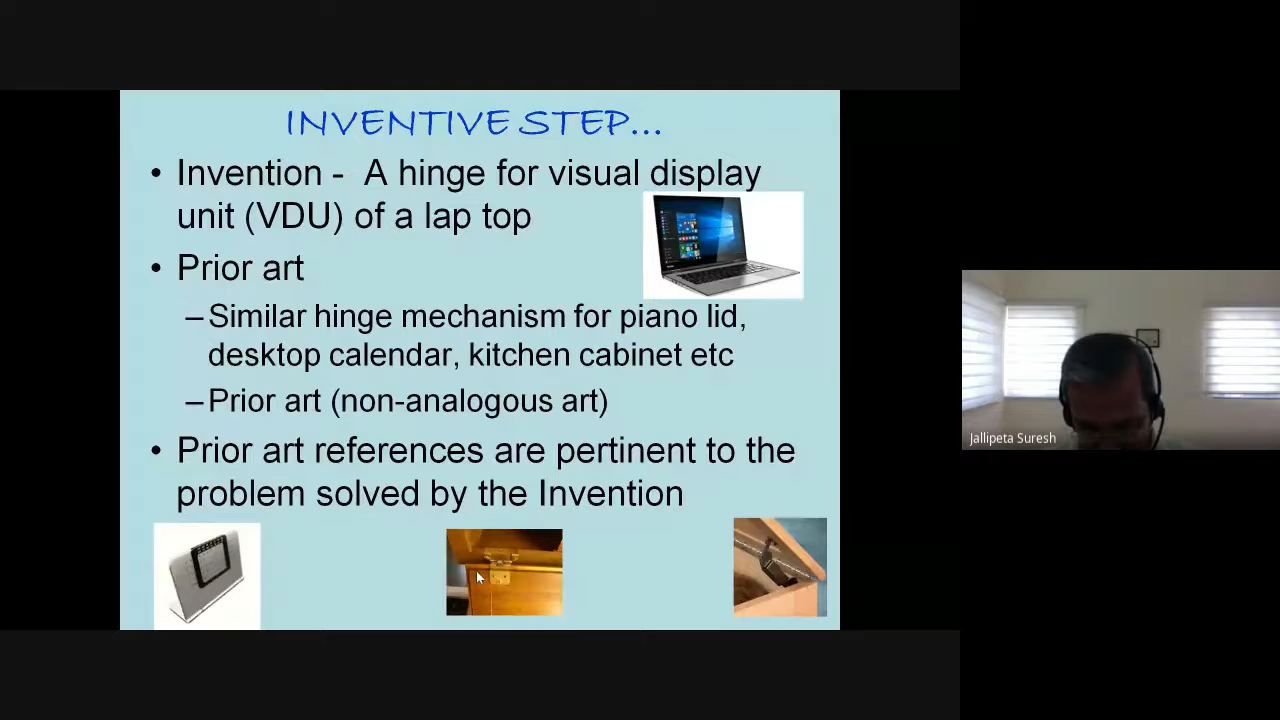 INVENTIVE STEP...
• Invention - A hinge for visual display
unit (VDU) of a lap top
• Prior art
–Similar hinge mechanism for piano lid,
desktop calendar, kitchen cabinet etc
–Prior art (non-analogous art)
• Prior art references are pertinent to the
problem solved by the Invention
Jallipeta Suresh